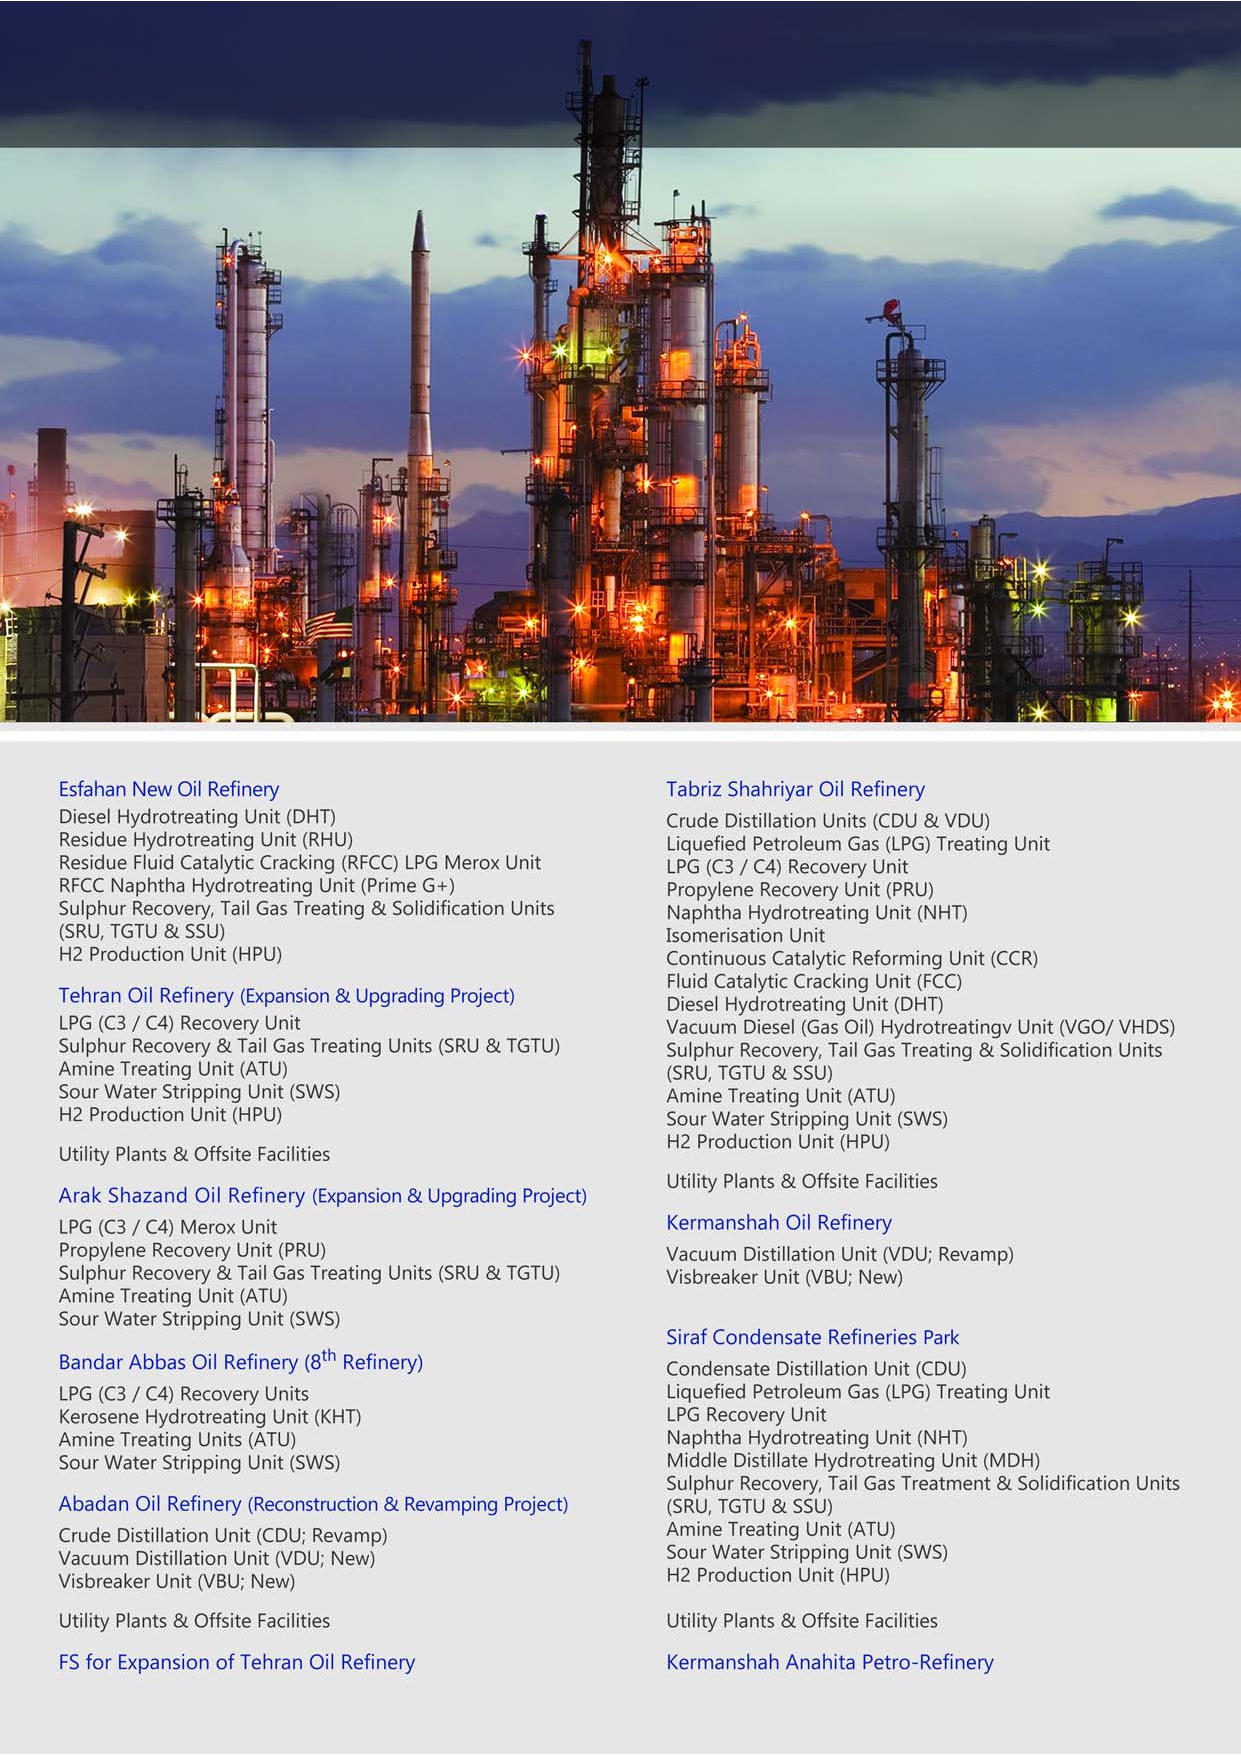 Esfahan New Oil Refinery
Diesel Hydrotreating Unit (DHT)
Residue Hydrotreating Unit (RHU)
Residue Fluid Catalytic Cracking (RFCC) LPG Merox Unit
RFCC Naphtha Hydrotreating Unit (Prime G+)
Sulphur Recovery, Tail Gas Treating & Solidification Units
(SRU, TGTU & SSU)
H2 Production Unit (HPU)
Tehran Oil Refinery (Expansion & Upgrading Project)
LPG (C3 / C4) Recovery Unit
Sulphur Recovery & Tail Gas Treating Units (SRU & TGTU)
Amine Treating Unit (ATU)
Sour Water Stripping Unit (SWS)
H2 Production Unit (HPU)
Utility Plants & Offsite Facilities
Arak Shazand Oil Refinery (Expansion & Upgrading Project)
LPG (C3 / C4) Merox Unit
Propylene Recovery Unit (PRU)
Sulphur Recovery & Tail Gas Treating Units (SRU & TGTU)
Amine Treating Unit (ATU)
Sour Water Stripping Unit (SWS)
Bandar Abbas Oil Refinery (8th Refinery)
LPG (C3 / C4) Recovery Units
Kerosene Hydrotreating Unit (KHT)
Amine Treating Units (ATU)
Sour Water Stripping Unit (SWS)
Abadan Oil Refinery (Reconstruction & Revamping Project)
Crude Distillation Unit (CDU; Revamp)
Vacuum Distillation Unit (VDU; New)
Visbreaker Unit (VBU; New)
Utility Plants & Offsite Facilities
FS for Expansion of Tehran Oil Refinery
Tabriz Shahriyar Oil Refinery
Crude Distillation Units (CDU & VDU)
Liquefied Petroleum Gas (LPG) Treating Unit
LPG (C3 / C4) Recovery Unit
Propylene Recovery Unit (PRU)
Naphtha Hydrotreating Unit (NHT)
Isomerisation Unit
Continuous Catalytic Reforming Unit (CCR)
Fluid Catalytic Cracking Unit (FCC)
Diesel Hydrotreating Unit (DHT)
Vacuum Diesel (Gas Oil) Hydrotreatingv Unit (VGO/ VHDS)
Sulphur Recovery, Tail Gas Treating & Solidification Units
(SRU, TGTU & SSU)
Amine Treating Unit (ATU)
Sour Water Stripping Unit (SWS)
H2 Production Unit (HPU)
Utility Plants & Offsite Facilities
Kermanshah Oil Refinery
Vacuum Distillation Unit (VDU; Revamp)
Visbreaker Unit (VBU; New)
Siraf Condensate Refineries Park
Condensate Distillation Unit (CDU)
Liquefied Petroleum Gas (LPG) Treating Unit
LPG Recovery Unit
Naphtha Hydrotreating Unit (NHT)
Middle Distillate Hydrotreating Unit (MDH)
Sulphur Recovery, Tail Gas Treatment & Solidification Units
(SRU, TGTU & SSU)
Amine Treating Unit (ATU)
Sour Water Stripping Unit (SWS)
H2 Production Unit (HPU)
Utility Plants & Offsite Facilities
Kermanshah Anahita Petro-Refinery